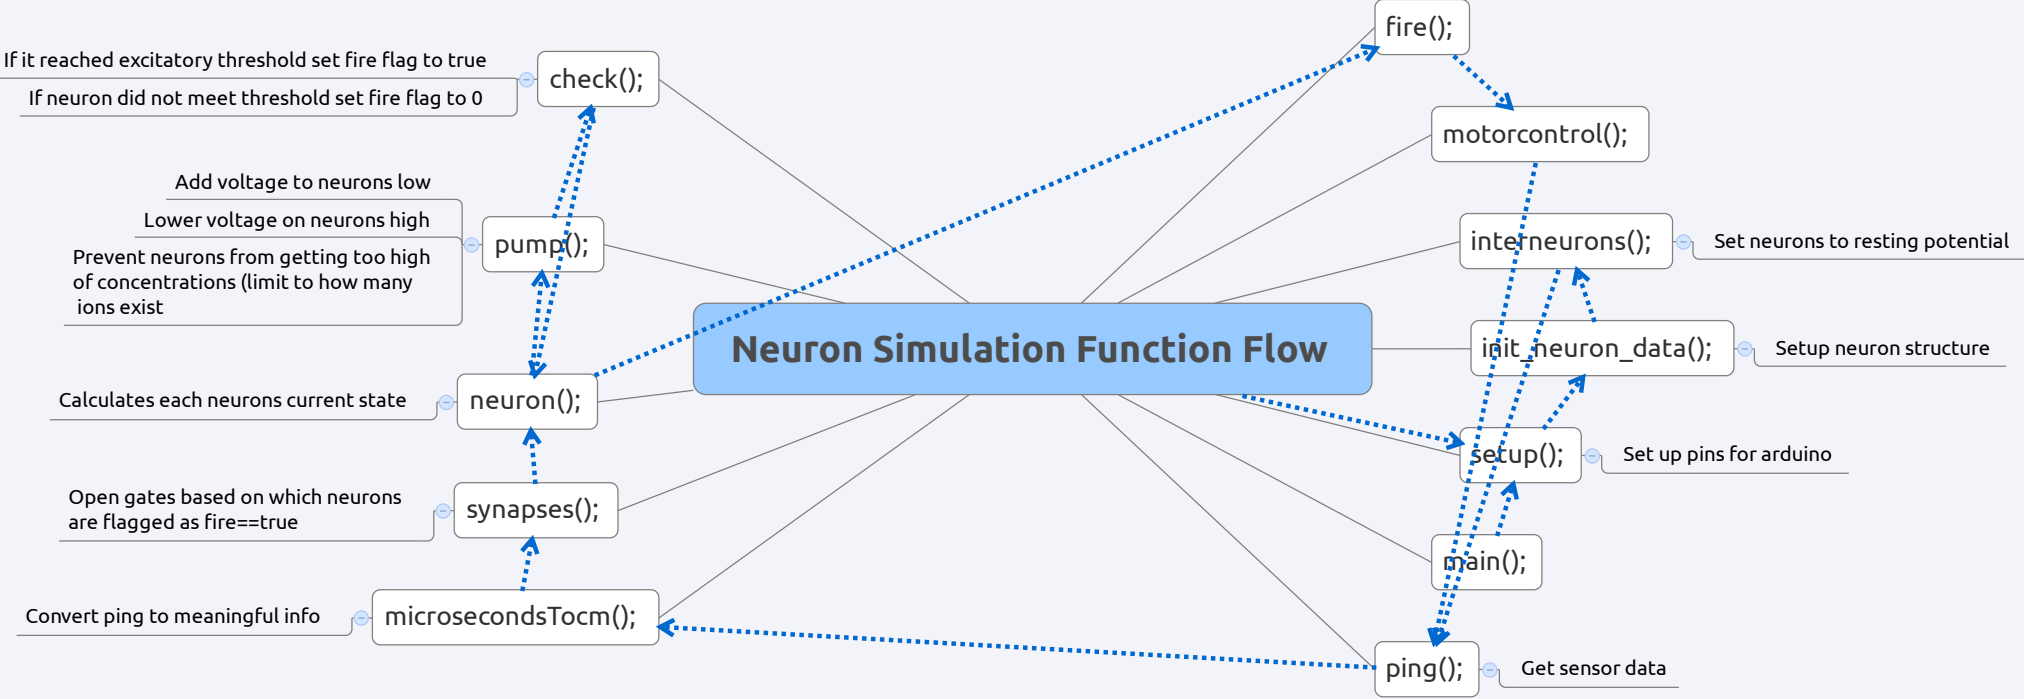 fire();
If it reached excitatory threshold set fire flag to true
check();
If neuron did not meet threshold set fire flag to 0
motorcontrol();
Add voltage to neurons low
Lower voltage on neurons high
pump();
Prevent neurons from getting too high
of concentrations (limit to how many
ions exist
interneurons();
Set neurons to resting potential
Neuron Simulation Function Flow
init_neuron_data();
Setup neuron structure
Calculates each neurons current state
neuron();
setup();
Set up pins for arduino
Open gates based on which neurons
are flagged as fire==true
synapses();
main();
Convert ping to meaningful info
microsecondsTocm();
ping();
Get sensor data